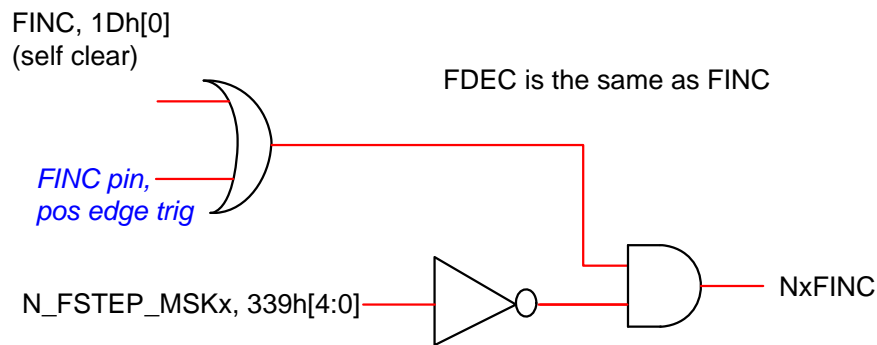 FINC, 1Dh[0]
(self clear)
FDEC is the same as FINC
FINC pin,
pos edge trig
N_FSTEP_MSKx, 339h[4:0]
NxFINC